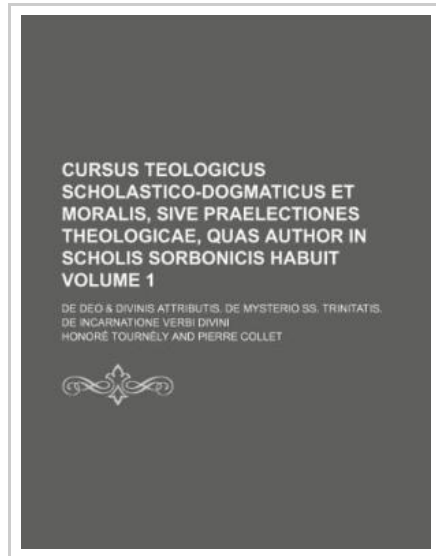 CURSUS TEOLOGICUS
SCHOLASTICO-DOGMATICUS ET
MORALIS, SIVE PRAELECTIONES
THEOLOGICAE, QUAS AUTHOR IN
SCHOLIS SORBONICIS HABUIT
VOLUME 1
DE DEO & DIVINIS ATTRIBUTIS. DE MYSTERIO SS. TRINITATIS.
DE INCARNATIONE VERBI DIVINI
HONORÉ TOURNÉLY AND PIERRE COLLET